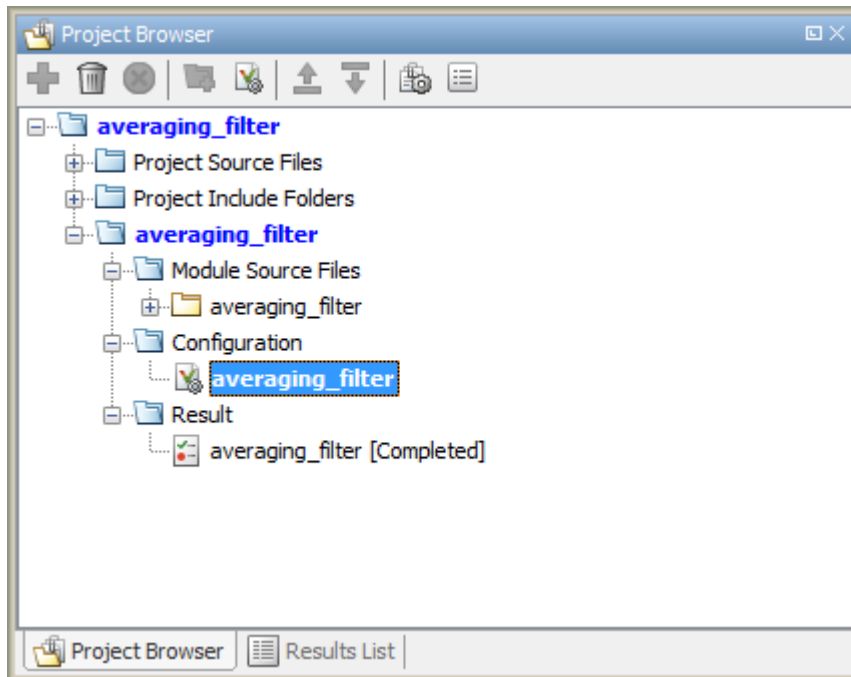 Project Browser
averaging_filter
Project Source Files
Project Include Folders
averaging_filter
Module Source Files
averaging_filter
Configuration
averaging_filter
Result
averaging_filter [Completed]
Project Browser Results List